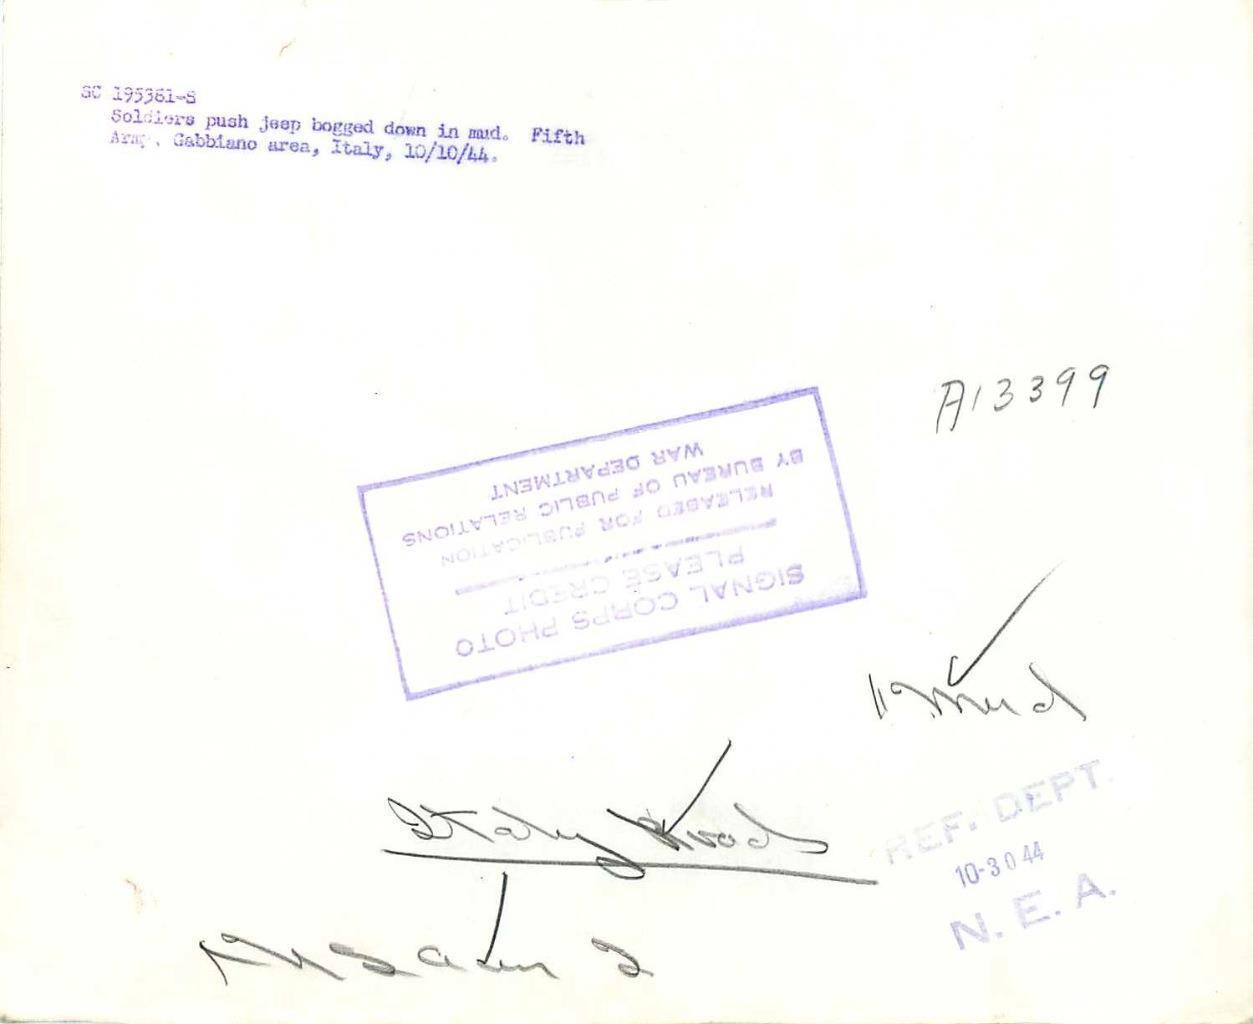 SC 195361-S
Soldiers push jeep bogged down in mud. Fifth
Army. Gabbiano area, Italy, 10/10/44.
A13399
SIGNAL CORPS PHOTO
PLEASE CREDIT
RELEASED FOR PUBLICATION
BY BUREAU OF PUBLIC RELATIONS
WAR DEPARTMENT
Mud
Italy Roads
REF. DEPT.
10-30 44
N. E. A.